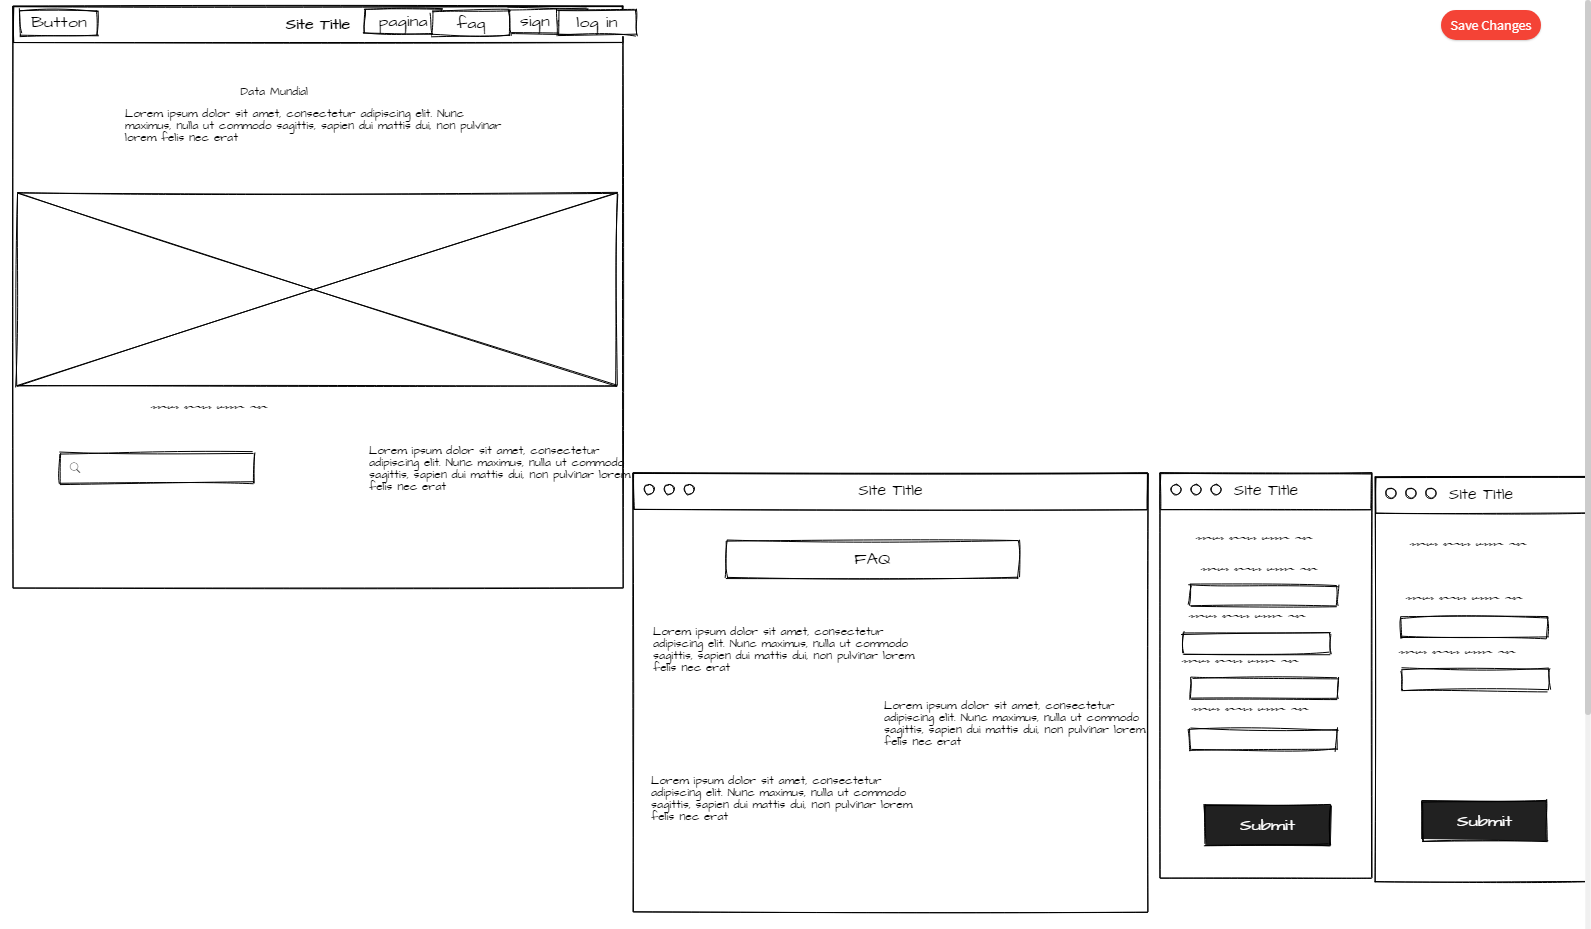 Button
Site Title
pagina
faq
sign
log in
Save Changes
Data Mundial
Lorem ipsum dolor sit amet, consectetur adipiscing elit. Nunc
maximus, nulla ut commodo sagittis, sapien dui mattis dui, non pulvinar
lorem felis nec erat
Lorem ipsum dolor sit amet, consectetur
adipiscing elit. Nunc maximus, nulla ut commodo
sagittis, sapien dui mattis dui, non pulvinar lorem
felis nec erat
Site Title
FAQ
Lorem ipsum dolor sit amet, consectetur
adipiscing elit. Nunc maximus, nulla ut commodo
sagittis, sapien dui mattis dui, non pulvinar lorem
felis nec erat
Lorem ipsum dolor sit amet, consectetur
adipiscing elit. Nunc maximus, nulla ut commodo
sagittis, sapien dui mattis dui, non pulvinar lorem
felis nec erat
Lorem ipsum dolor sit amet, consectetur
adipiscing elit. Nunc maximus, nulla ut commodo
sagittis, sapien dui mattis dui, non pulvinar lorem
felis nec erat
Site Title
Submit
Site Title
Submit